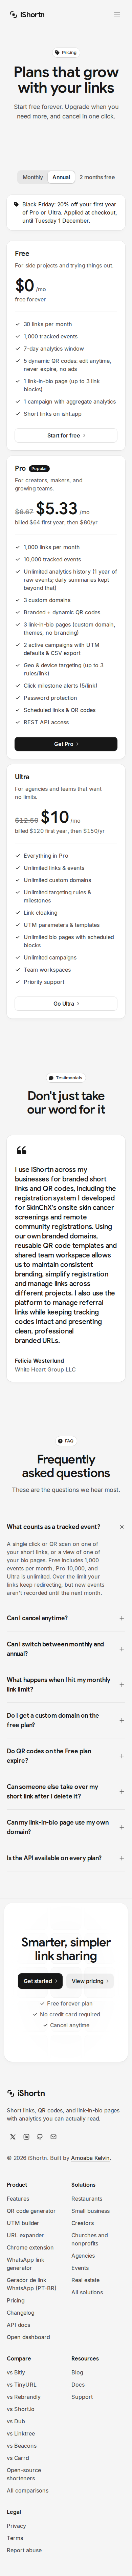 iShortn
Pricing
Plans that grow
with your links
Start free forever. Upgrade when you
need more, and cancel in one click.
Monthly Annual 2 months free
Black Friday: 20% off your first year
of Pro or Ultra. Applied at checkout,
until Tuesday 1 December.
Free
For side projects and trying things out.
$0 /mo
free forever
30 links per month
1,000 tracked events
7-day analytics window
5 dynamic QR codes: edit anytime,
never expire, no ads
1 link-in-bio page (up to 3 link
blocks)
1 campaign with aggregate analytics
Short links on isht.app
Start for free >
Pro Popular
For creators, makers, and
growing teams.
$6.67 $5.33 /mo
billed $64 first year, then $80/yr
1,000 links per month
10,000 tracked events
Unlimited analytics history (1 year of
raw events; daily summaries kept
beyond that)
3 custom domains
Branded + dynamic QR codes
3 link-in-bio pages (custom domain,
themes, no branding)
2 active campaigns with UTM
defaults & CSV export
Geo & device targeting (up to 3
rules/link)
Click milestone alerts (5/link)
Password protection
Scheduled links & QR codes
REST API access
Get Pro >
Ultra
For agencies and teams that want
no limits.
$12.50 $10 /mo
billed $120 first year, then $150/yr
Everything in Pro
Unlimited links & events
Unlimited custom domains
Unlimited targeting rules &
milestones
Link cloaking
UTM parameters & templates
Unlimited bio pages with scheduled
blocks
Unlimited campaigns
Team workspaces
Priority support
Go Ultra >
Testimonials
Don't just take
our word for it
I use iShortn across my
businesses for branded short
links and QR codes, including the
registration system I developed
for SkinChX's onsite skin cancer
screenings and remote
community registrations. Using
our own branded domains,
reusable QR code templates and
shared team workspace allows
us to maintain consistent
branding, simplify registration
and manage links across
different projects. I also use the
platform to manage referral
links while keeping tracking
codes intact and presenting
clean, professional
branded URLs.
Felicia Westerlund
White Heart Group LLC
FAQ
Frequently
asked questions
These are the questions we hear most.
What counts as a tracked event?
A single click or QR scan on one of
your short links, or a view of one of
your bio pages. Free includes 1,000
events per month, Pro 10,000, and
Ultra is unlimited. Over the limit your
links keep redirecting, but new events
aren't recorded until the next month.
Can I cancel anytime?
Can I switch between monthly and
annual?
What happens when I hit my monthly
link limit?
Do I get a custom domain on the
free plan?
Do QR codes on the Free plan
expire?
Can someone else take over my
short link after I delete it?
Can my link-in-bio page use my own
domain?
Is the API available on every plan?
Smarter, simpler
link sharing
Get started > View pricing >
Free forever plan
No credit card required
Cancel anytime
iShortn
Short links, QR codes, and link-in-bio pages
with analytics you can actually read.
© 2026 iShortn. Built by Amoaba Kelvin.
Product
Features
QR code generator
UTM builder
URL expander
Chrome extension
WhatsApp link
generator
Gerador de link
WhatsApp (PT-BR)
Pricing
Changelog
API docs
Open dashboard
Solutions
Restaurants
Small business
Creators
Churches and
nonprofits
Agencies
Events
Real estate
All solutions
Compare
vs Bitly
vs TinyURL
vs Rebrandly
vs Short.io
vs Dub
vs Linktree
vs Beacons
vs Carrd
Open-source
shorteners
All comparisons
Resources
Blog
Docs
Support
Legal
Privacy
Terms
Report abuse